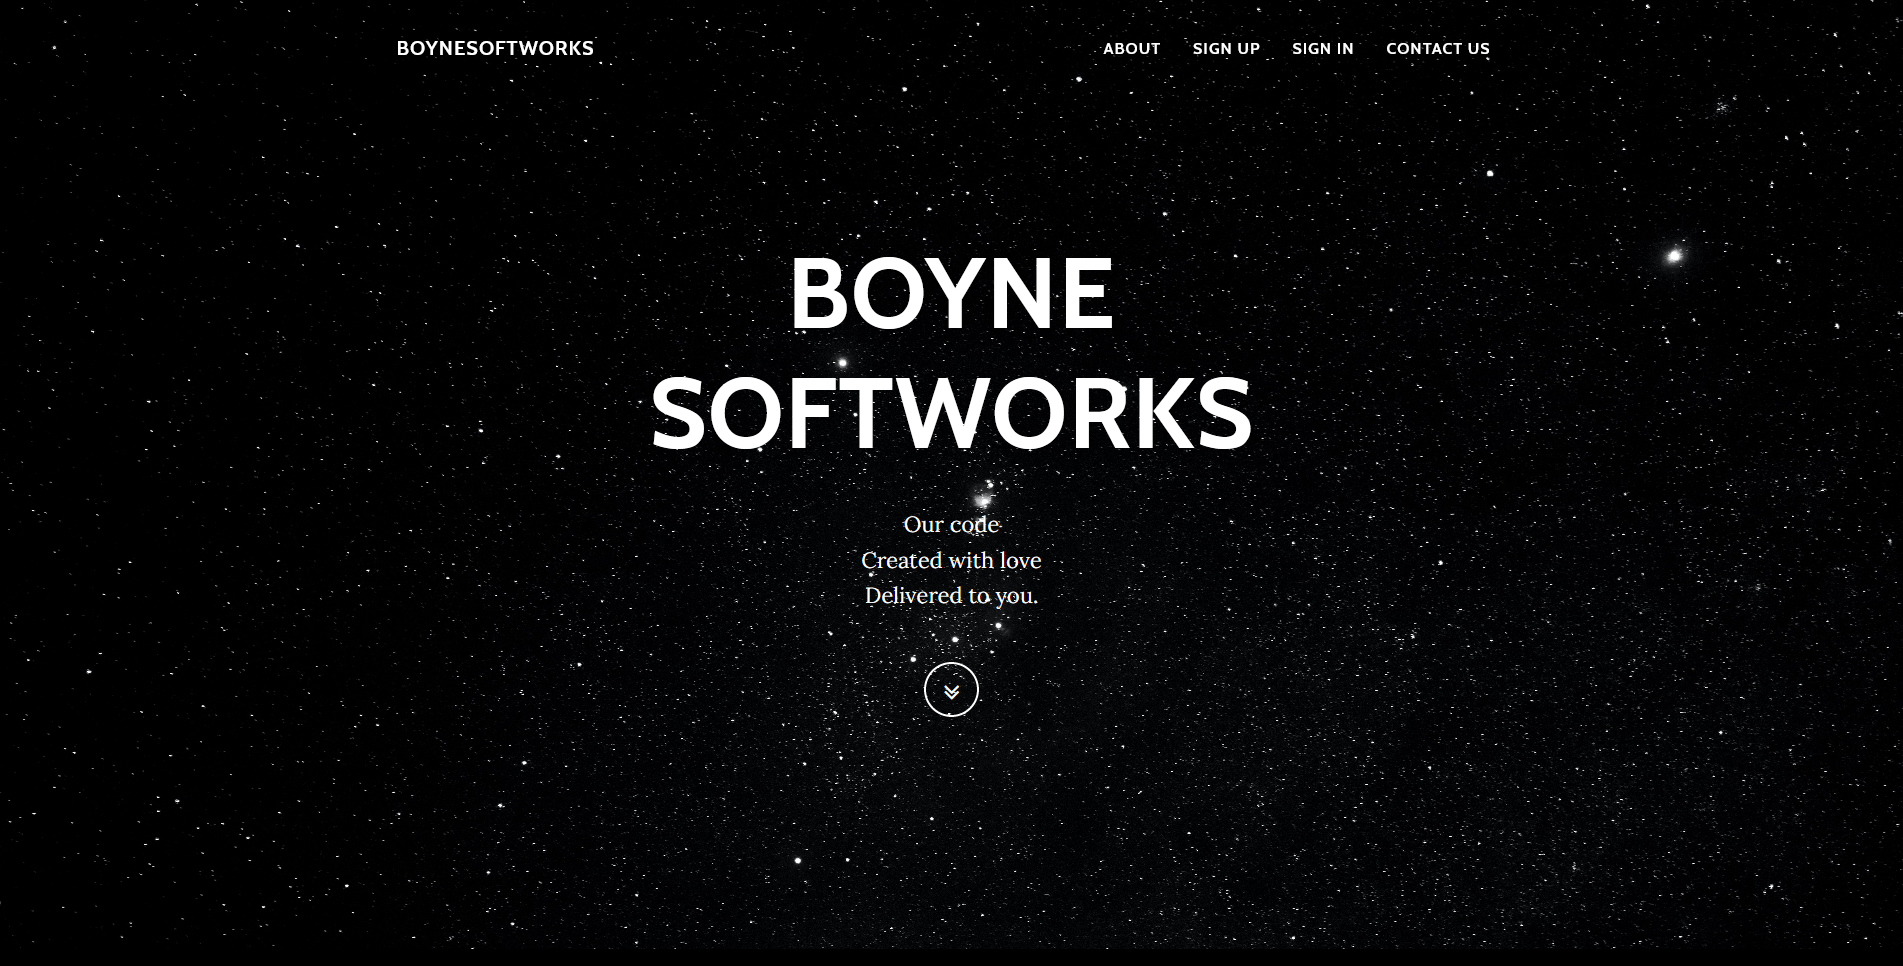 BOYNESOFTWORKS
ABOUT SIGN UP SIGN IN CONTACT US
BOYNE
SOFTWORKS
Our code
Created with love
Delivered to you.